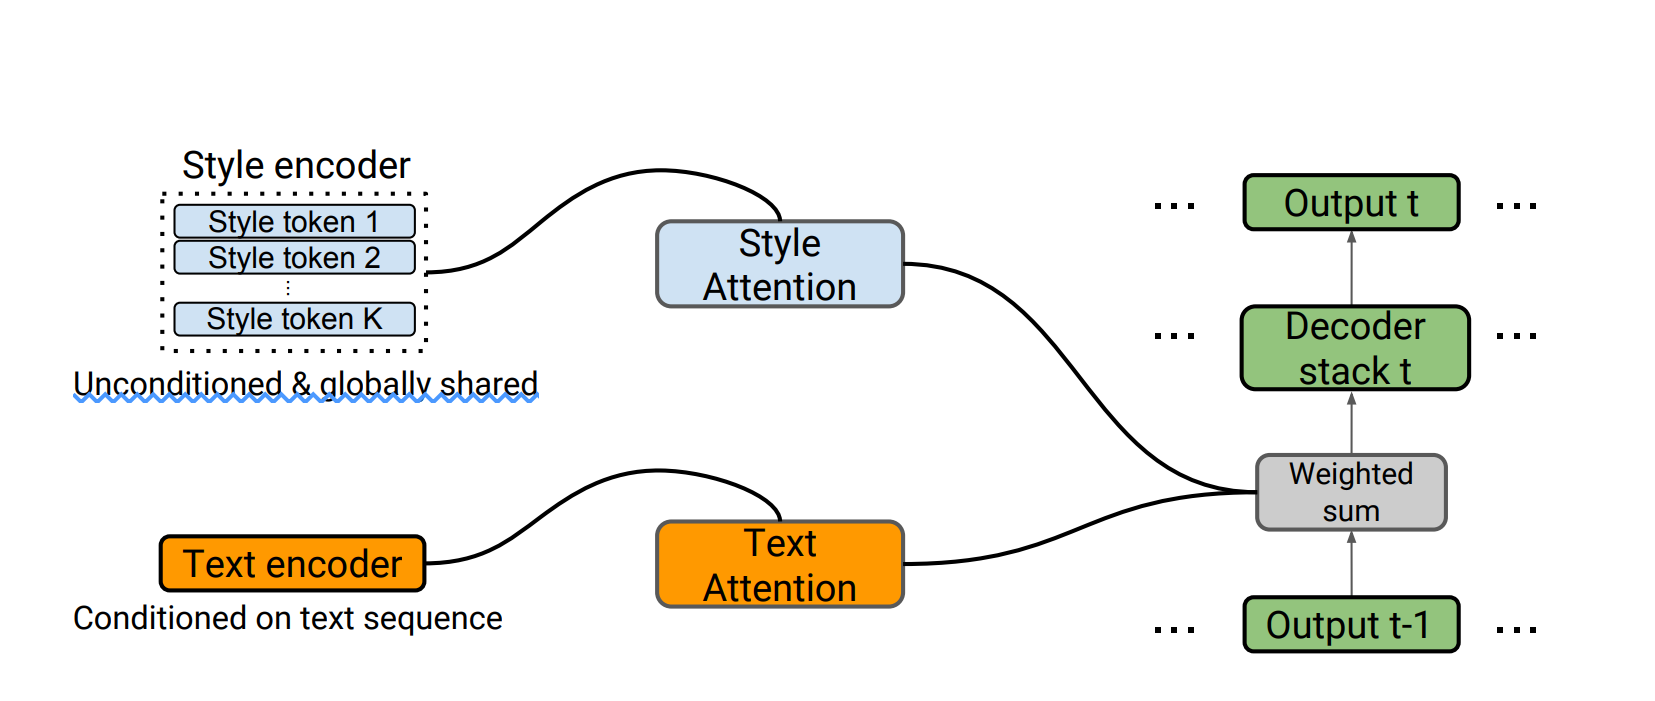 Style encoder
Style token 1
Style token 2
Style token K
Unconditioned & globally shared
Text encoder
Conditioned on text sequence
Style
Attention
Text
Attention
... Output t ...
... Decoder
stack t ...
Weighted
sum
... Output t-1 ...